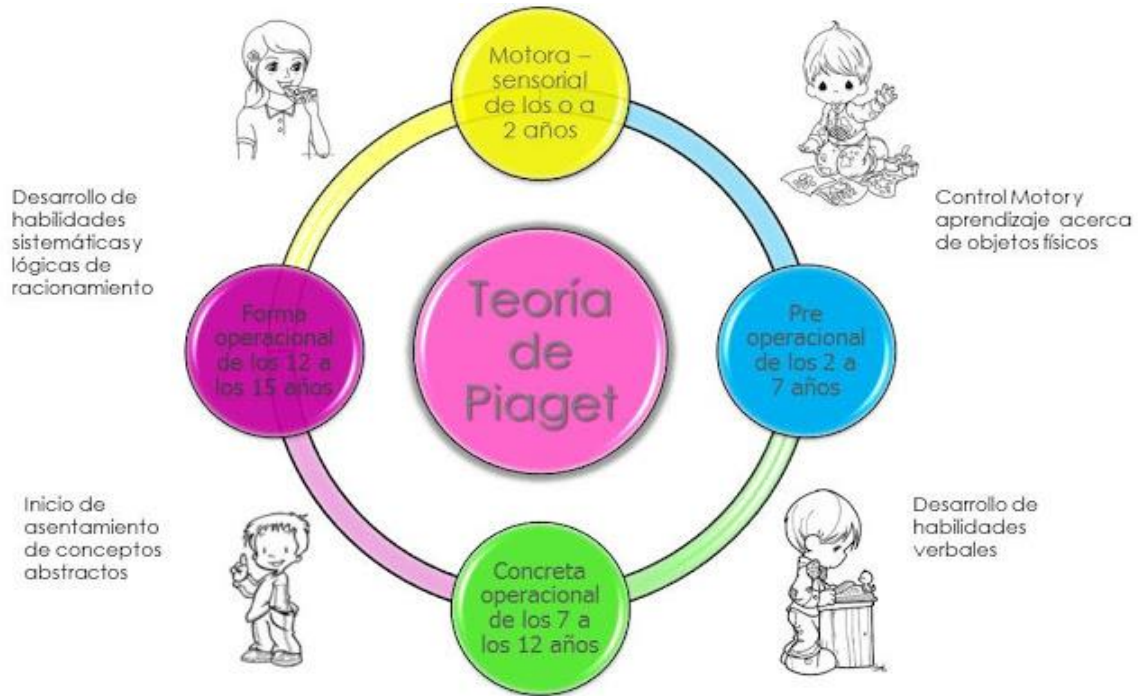 Motora –
sensorial
de los o a
2 años
Control Motor y
aprendizaje acerca
de objetos físicos
Pre
operacional
de los 2 a
7 años
Desarrollo de
habilidades
verbales
Concreta
operacional
de los 7 a
los 12 años
Inicio de
asentamiento
de conceptos
abstractos
Forma
operacional
de los 12 a
los 15 años
Desarrollo de
habilidades
sistemáticas y
lógicas de
racionamiento
Teoría
de
Piaget